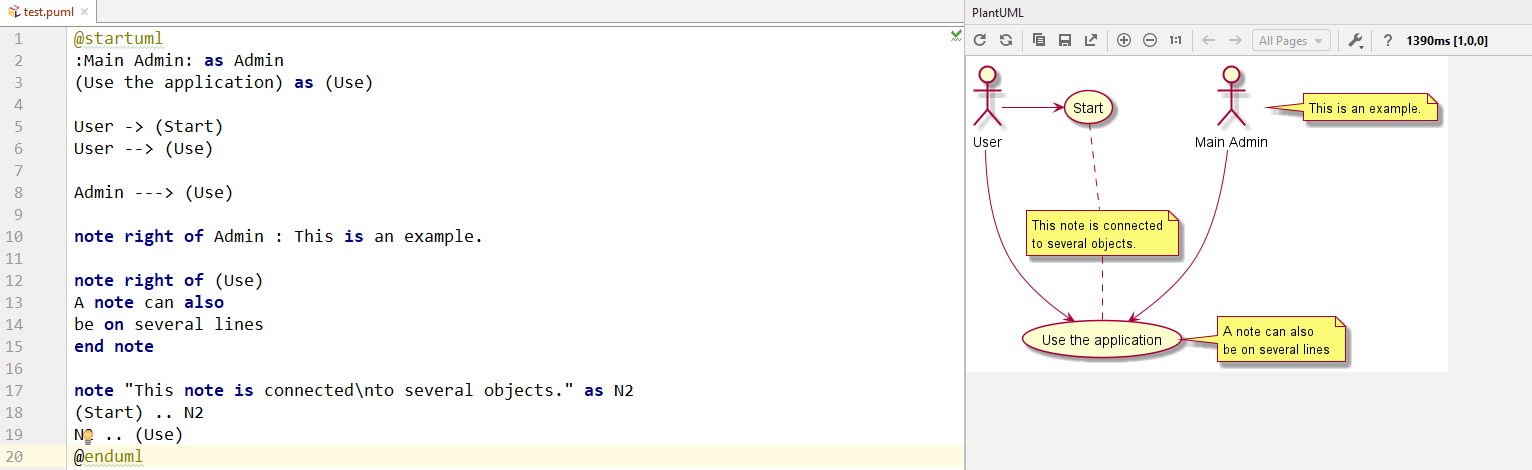 test.puml
1 @startuml
2 :Main Admin: as Admin
3 (Use the application) as (Use)
4
5 User -> (Start)
6 User --> (Use)
7
8 Admin ---> (Use)
9
10 note right of Admin : This is an example.
11
12 note right of (Use)
13 A note can also
14 be on several lines
15 end note
16
17 note "This note is connected\nto several objects." as N2
18 (Start) .. N2
19 N .. (Use)
20 @enduml
PlantUML
1:1 All Pages ? 1390ms [1,0,0]
Start
This is an example.
User
Main Admin
This note is connected
to several objects.
Use the application
A note can also
be on several lines